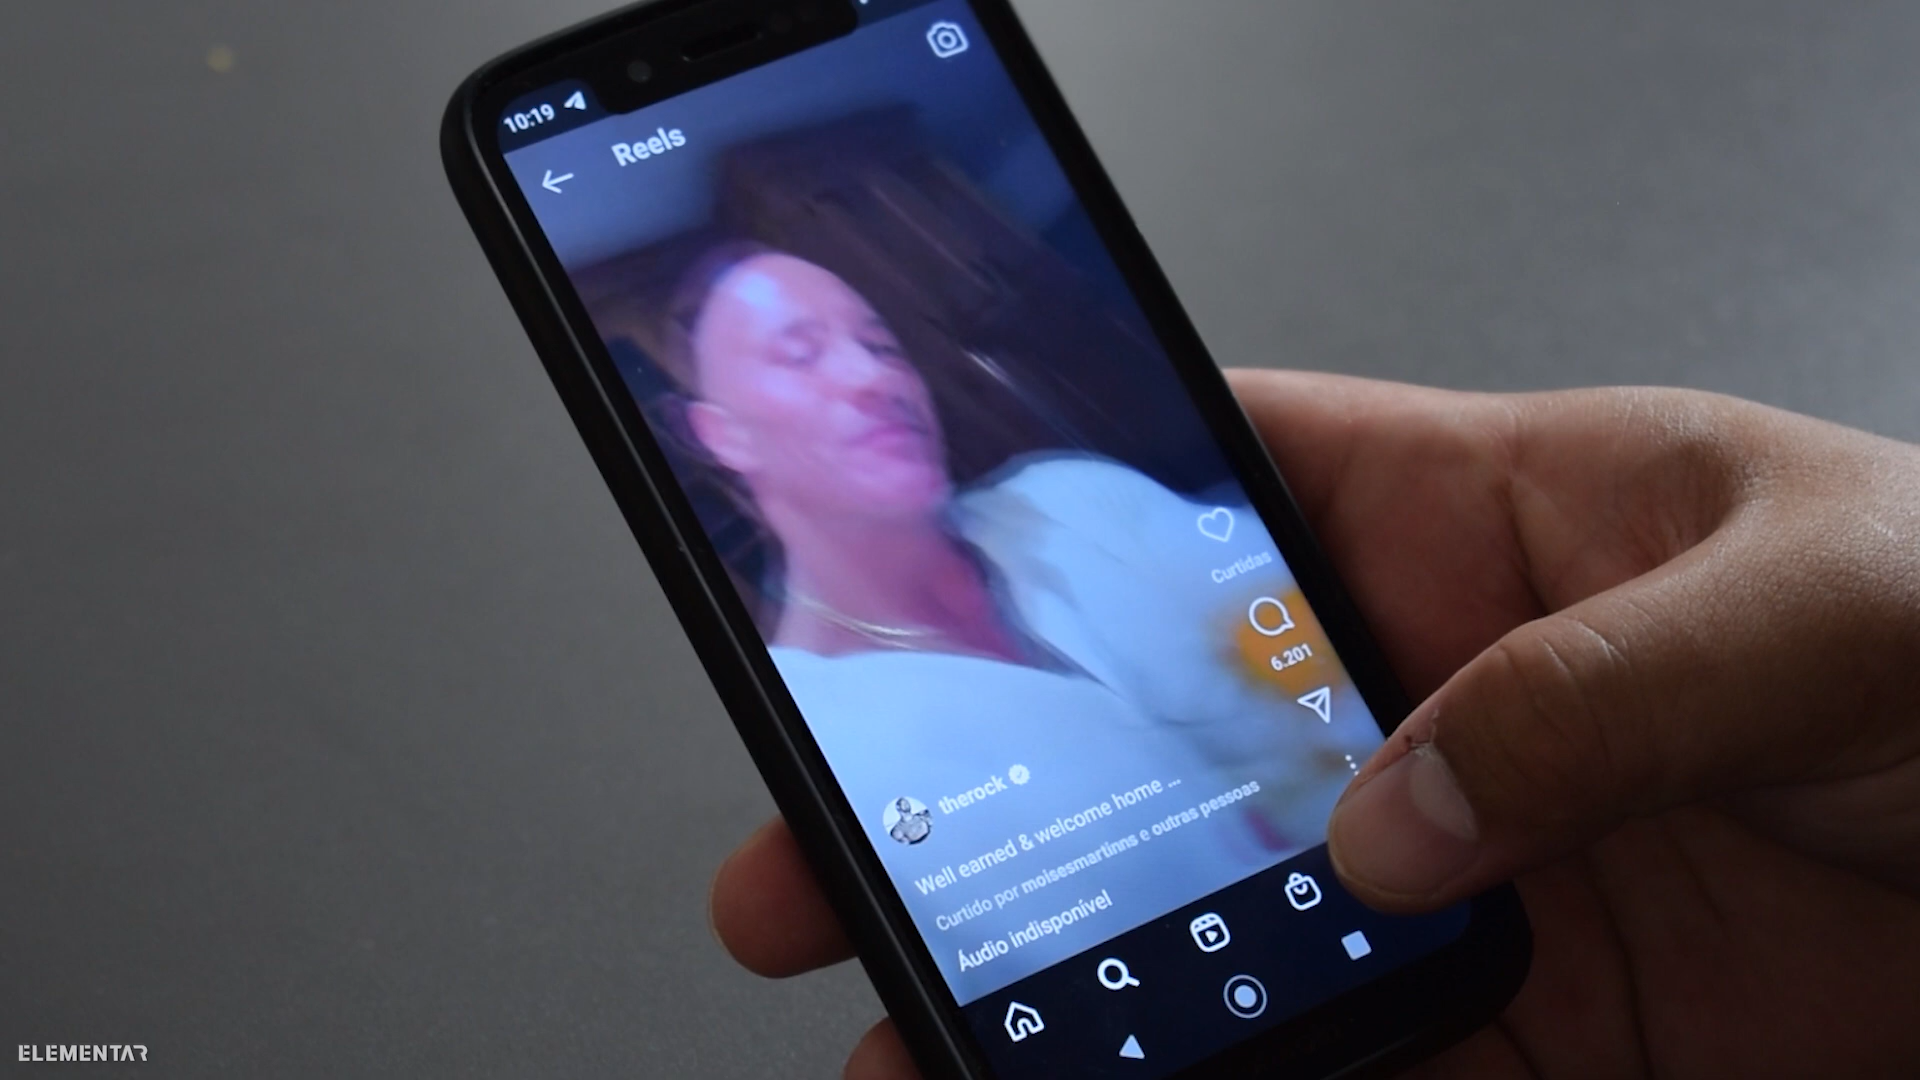 10:19
Reels
Curtidas
6.201
therock
Well earned & welcome home ...
Curtido por moisesmartinns e outras pessoas
Áudio indisponível
ELEMENTAR